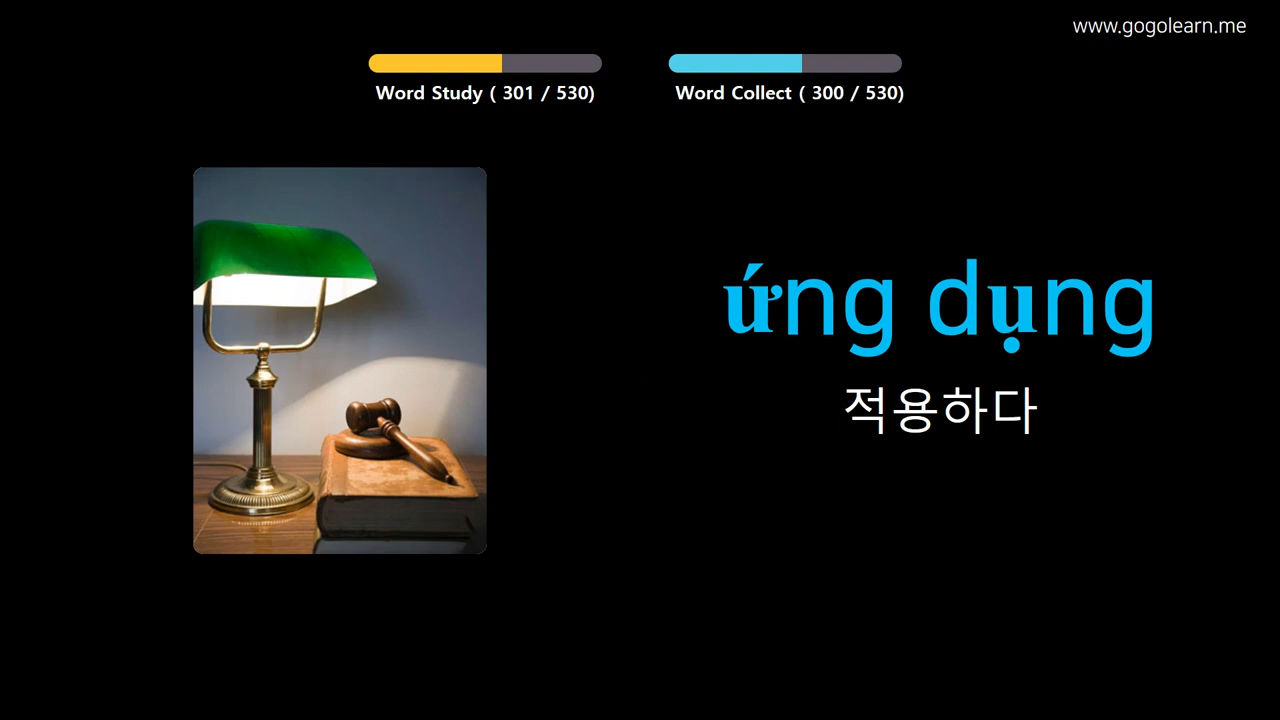 www.gogolearn.me
Word Study ( 301 / 530)
Word Collect ( 300 / 530)
ứng dụng
적용하다